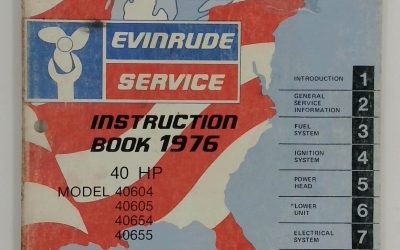 EVINRUDE
SERVICE
INSTRUCTION
BOOK 1976
40 HP
MODEL 40604
40605
40654
40655
INTRODUCTION 1
GENERAL
SERVICE
INFORMATION 2
FUEL
SYSTEM 3
IGNITION
SYSTEM 4
POWER
HEAD 5
LOWER
UNIT 6
ELECTRICAL
SYSTEM 7